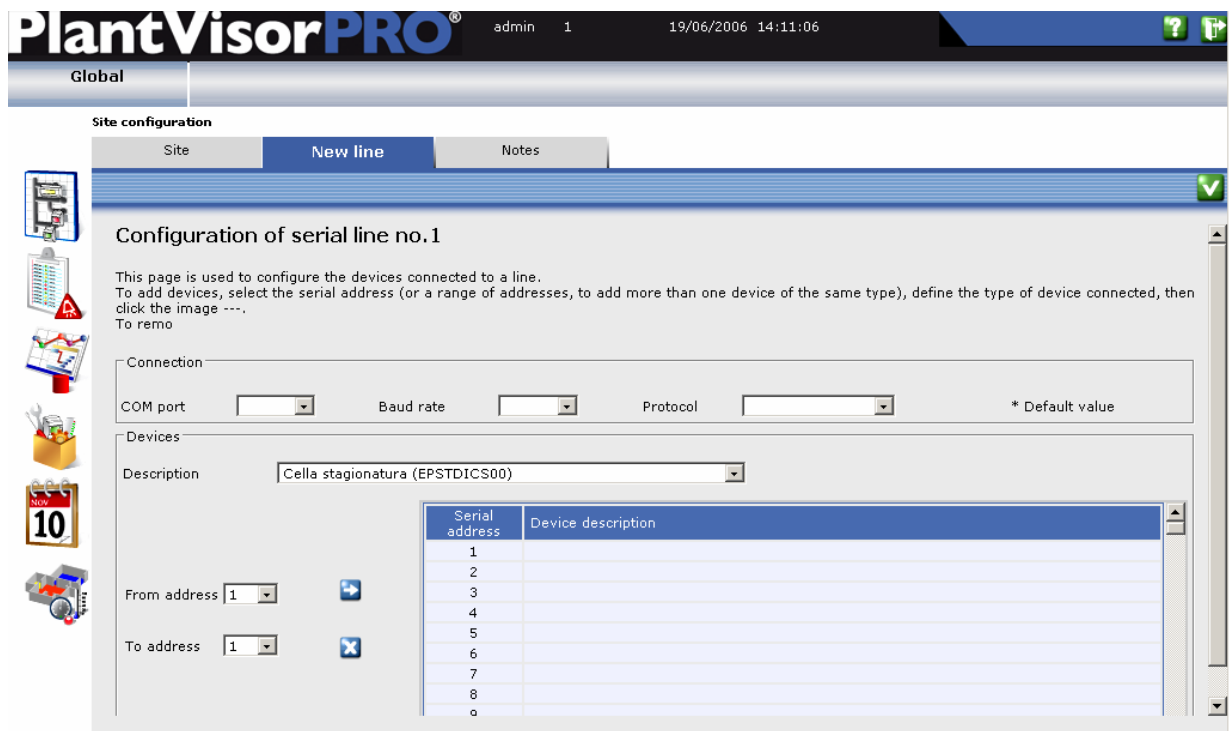 PlantVisorPRO® admin 1 19/06/2006 14:11:06 ?
Global
Site configuration
Site New line Notes
Configuration of serial line no.1
This page is used to configure the devices connected to a line.
To add devices, select the serial address (or a range of addresses, to add more than one device of the same type), define the type of device connected, then
click the image ---.
To remo
Connection
COM port Baud rate Protocol * Default value
Devices
Description Cella stagionatura (EPSTDICS00)
Serial address Device description
1
2
From address 1 3
4
5
To address 1 6
7
8
9
NOV
10